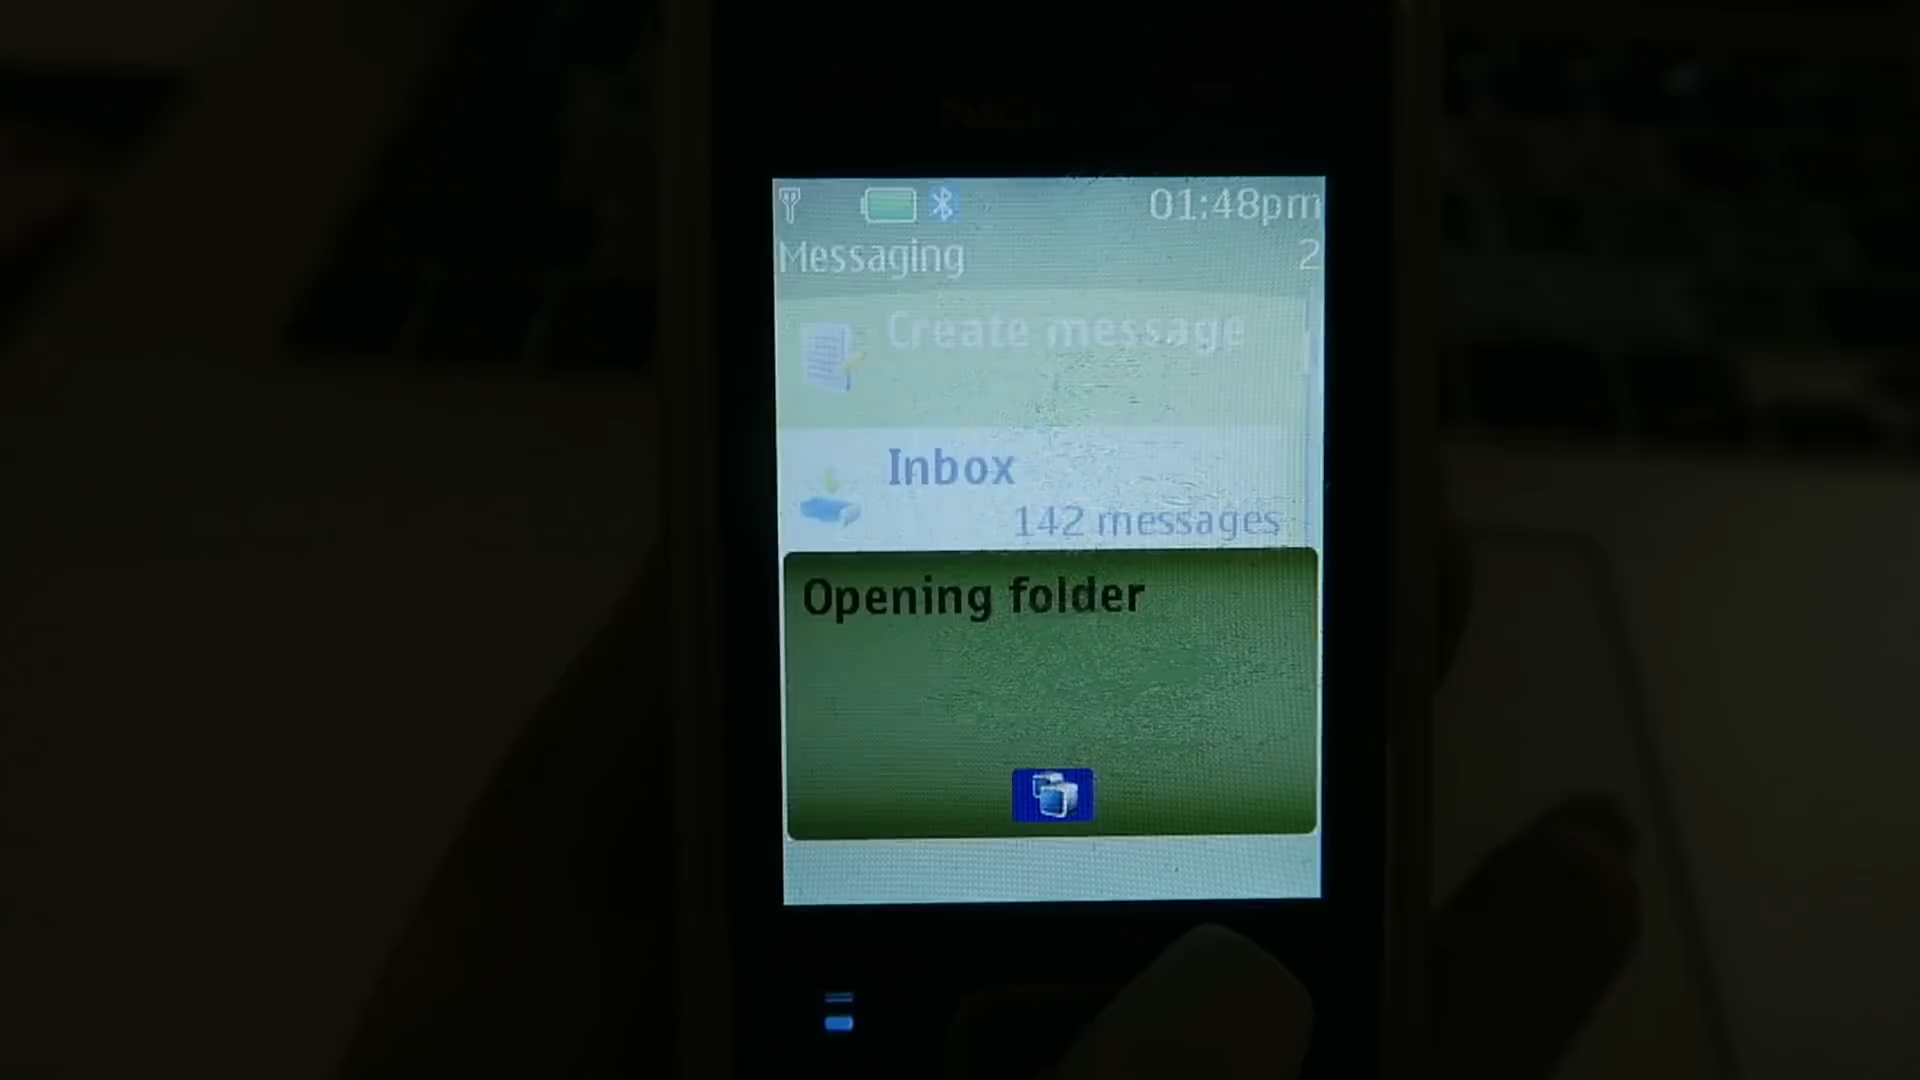 01:48pm
Messaging 2
Create message
Inbox
142 messages
Opening folder